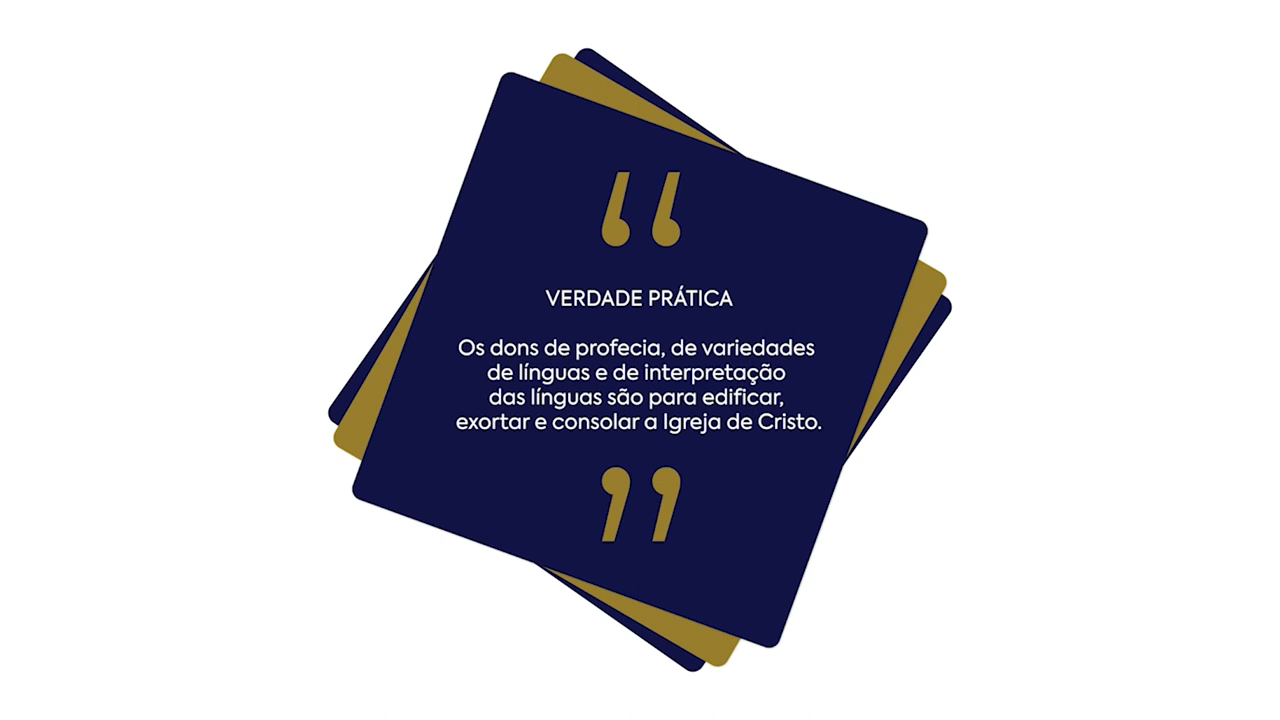 “
VERDADE PRÁTICA
Os dons de profecia, de variedades
de línguas e de interpretação
das línguas são para edificar,
exortar e consolar a Igreja de Cristo.
”